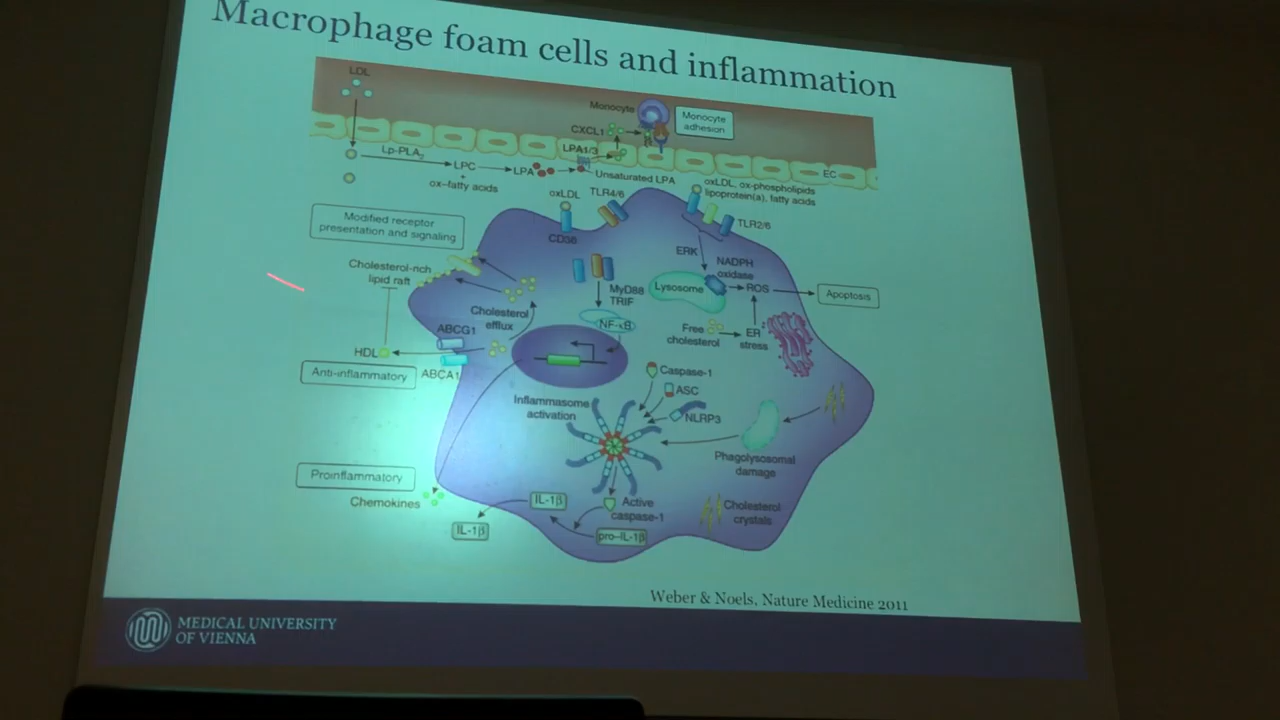 Macrophage foam cells and inflammation
LDL
Monocyte
Monocyte
adhesion
CXCL1
LPA1/3
Lp-PLA2
LPC
+
ox-fatty acids
LPA
Unsaturated LPA
EC
oxLDL
TLR4/6
oxLDL, ox-phospholipids
lipoprotein(a), fatty acids
TLR2/6
CD36
Modified receptor
presentation and signaling
Cholesterol-rich
lipid raft
ERK
NADPH
oxidase
Lysosome
ROS
Apoptosis
MyD88
TRIF
NF-κB
Cholesterol
efflux
Free
cholesterol
ER
stress
ABCG1
HDL
ABCA1
Anti-inflammatory
Caspase-1
ASC
NLRP3
Inflammasome
activation
Phagolysosomal
damage
Proinflammatory
Chemokines
IL-1β
IL-1β
Active
caspase-1
pro–IL-1β
Cholesterol
crystals
Weber & Noels, Nature Medicine 2011
MEDICAL UNIVERSITY
OF VIENNA